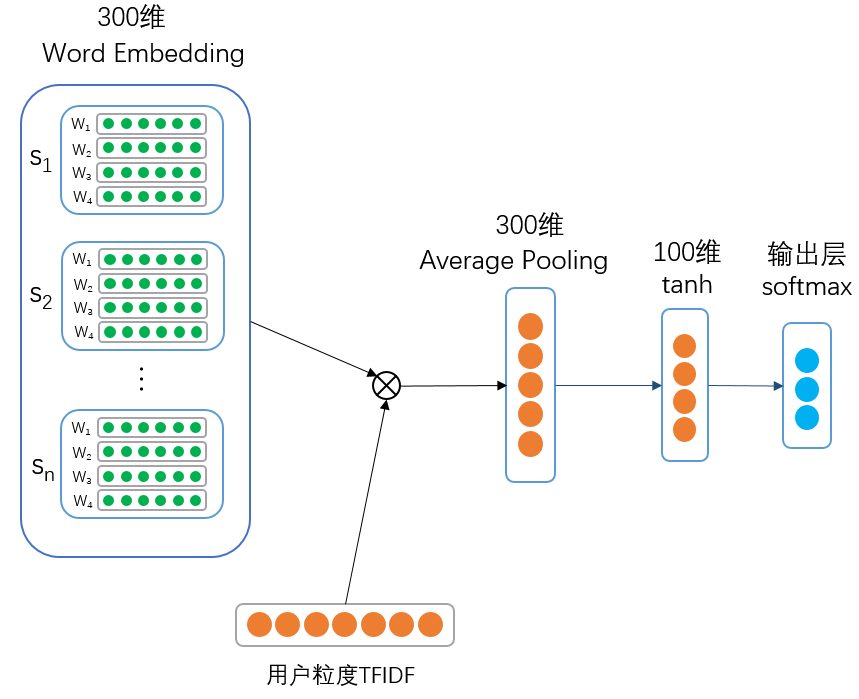 300维
Word Embedding
s1
W1
W2
W3
W4
s2
W1
W2
W3
W4
⋮
sn
W1
W2
W3
W4
300维
Average Pooling
100维
tanh
输出层
softmax
用户粒度TFIDF